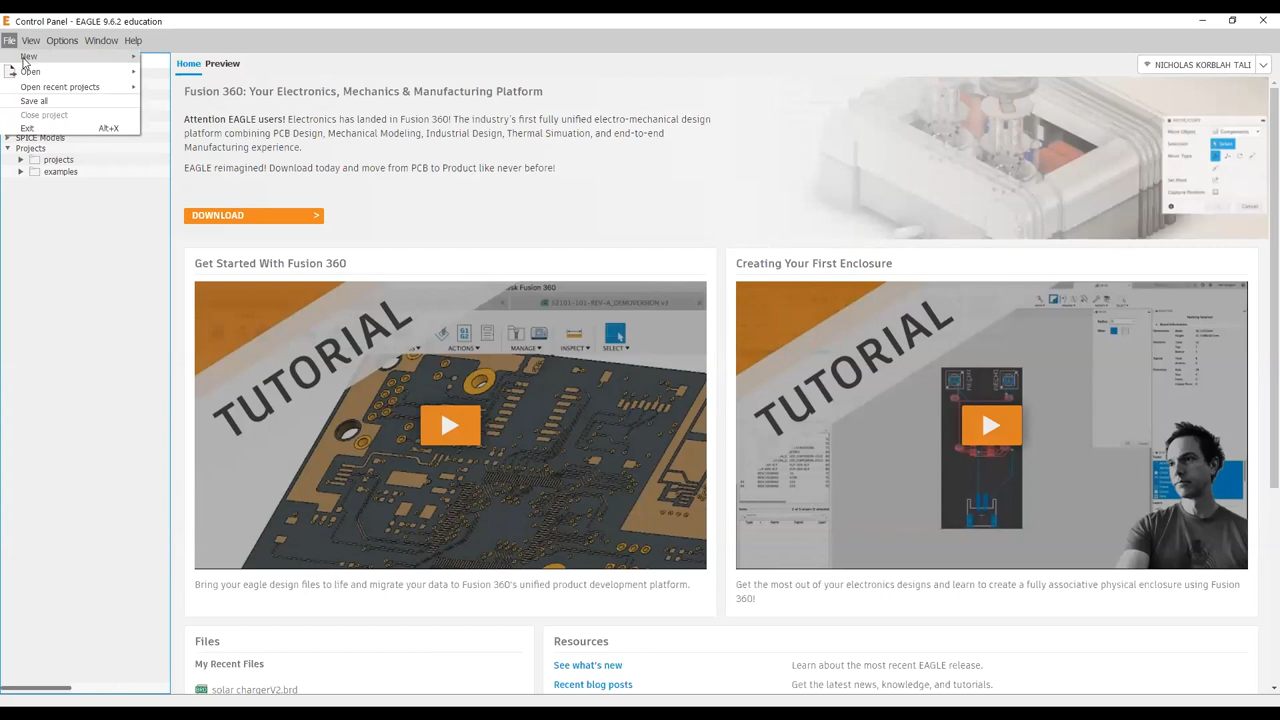 Control Panel - EAGLE 9.6.2 education
File View Options Window Help
New
Open
Open recent projects
Save all
Close project
Exit Alt+X
SPICE Models
Projects
projects
examples
Home Preview
NICHOLAS KORBLAH TALI
Fusion 360: Your Electronics, Mechanics & Manufacturing Platform
Attention EAGLE users! Electronics has landed in Fusion 360! The industry's first fully unified electro-mechanical design
platform combining PCB Design, Mechanical Modeling, Industrial Design, Thermal Simuation, and end-to-end
Manufacturing experience.
EAGLE reimagined! Download today and move from PCB to Product like never before!
DOWNLOAD >
Select
Cancel
Get Started With Fusion 360
TUTORIAL
ACTIONS MANAGE INSPECT SELECT
Bring your eagle design files to life and migrate your data to Fusion 360's unified product development platform.
Creating Your First Enclosure
TUTORIAL
Get the most out of your electronics designs and learn to create a fully associative physical enclosure using Fusion
360!
Files
My Recent Files
solar chargerV2.brd
Resources
See what's new Learn about the most recent EAGLE release.
Recent blog posts Get the latest news, knowledge, and tutorials.